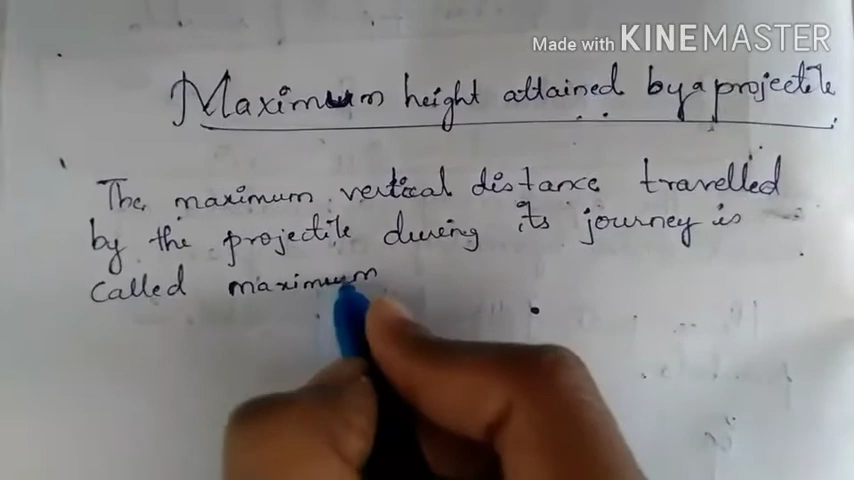 Made with KINEMASTER
Maximum height attained by a projectile
The maximum vertical distance travelled
by the projectile during its journey is
called maximum